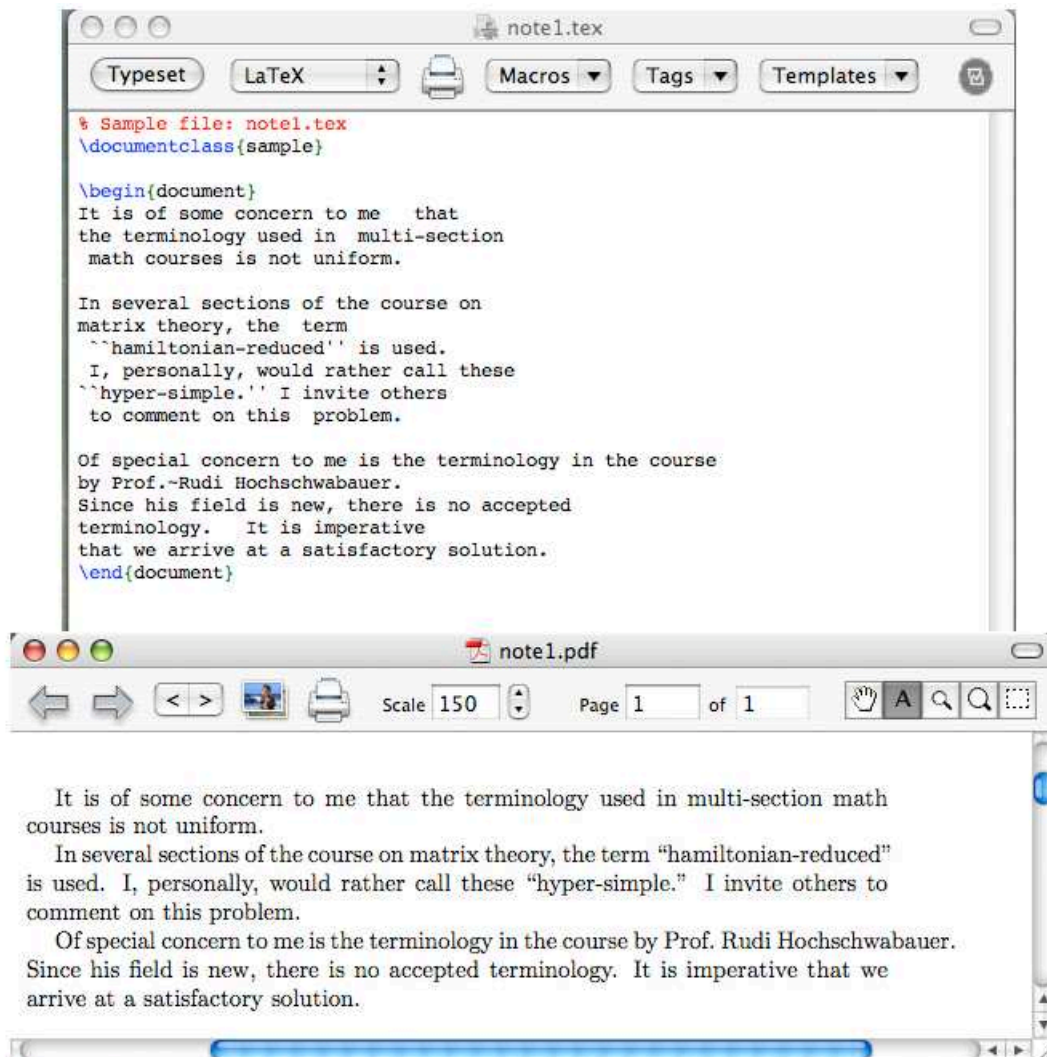 note1.tex
Typeset LaTeX Macros Tags Templates
% Sample file: note1.tex
\documentclass{sample}
\begin{document}
It is of some concern to me   that
the terminology used in  multi-section
 math courses is not uniform.
In several sections of the course on
matrix theory, the  term
 ``hamiltonian-reduced'' is used.
 I, personally, would rather call these
``hyper-simple.'' I invite others
 to comment on this  problem.
Of special concern to me is the terminology in the course
by Prof.~Rudi Hochschwabauer.
Since his field is new, there is no accepted
terminology.   It is imperative
that we arrive at a satisfactory solution.
\end{document}
note1.pdf
< > Scale 150 Page 1 of 1 A
It is of some concern to me that the terminology used in multi-section math
courses is not uniform.
In several sections of the course on matrix theory, the term “hamiltonian-reduced”
is used. I, personally, would rather call these “hyper-simple.” I invite others to
comment on this problem.
Of special concern to me is the terminology in the course by Prof. Rudi Hochschwabauer.
Since his field is new, there is no accepted terminology. It is imperative that we
arrive at a satisfactory solution.